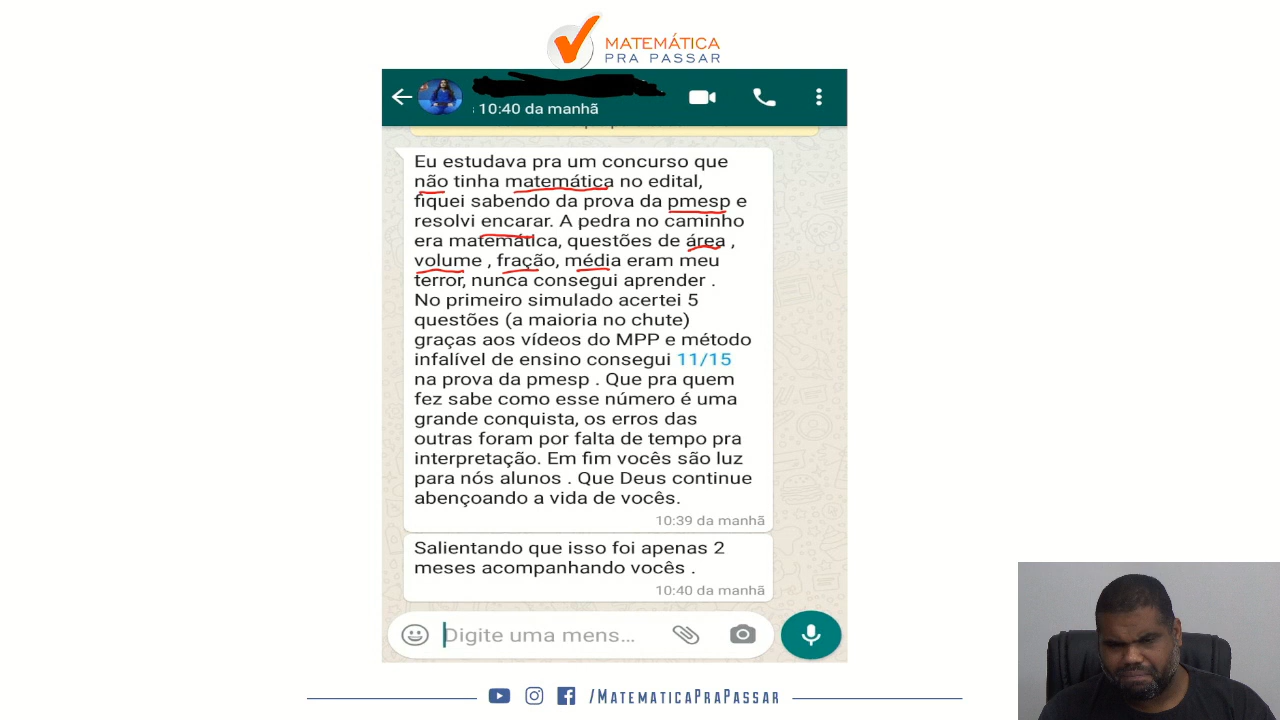 MATEMÁTICA
PRA PASSAR
10:40 da manhã
Eu estudava pra um concurso que
não tinha matemática no edital,
fiquei sabendo da prova da pmesp e
resolvi encarar. A pedra no caminho
era matemática, questões de área ,
volume , fração, média eram meu
terror, nunca consegui aprender .
No primeiro simulado acertei 5
questões (a maioria no chute)
graças aos vídeos do MPP e método
infalível de ensino consegui 11/15
na prova da pmesp . Que pra quem
fez sabe como esse número é uma
grande conquista, os erros das
outras foram por falta de tempo pra
interpretação. Em fim vocês são luz
para nós alunos . Que Deus continue
abençoando a vida de vocês.
10:39 da manhã
Salientando que isso foi apenas 2
meses acompanhando vocês .
10:40 da manhã
Digite uma mens...
/MATEMATICAPRAPASSAR